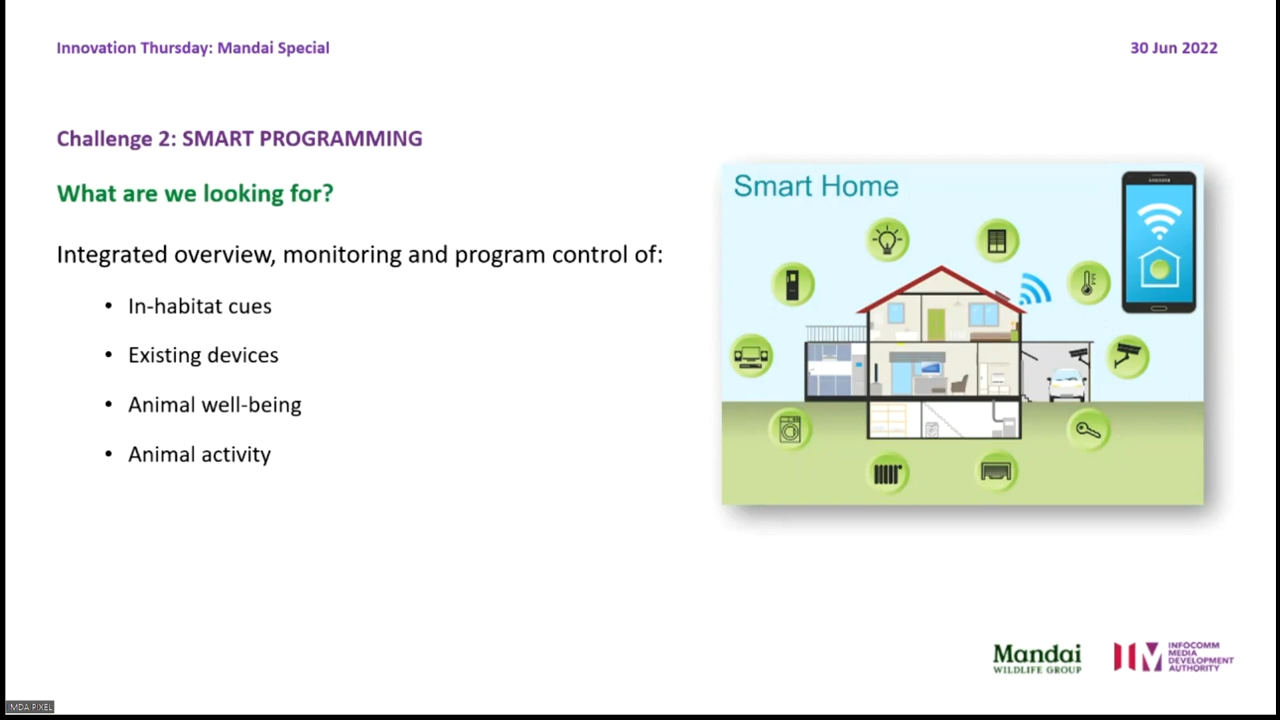 Innovation Thursday: Mandai Special
30 Jun 2022
Challenge 2: SMART PROGRAMMING
What are we looking for?
Integrated overview, monitoring and program control of:
• In-habitat cues
• Existing devices
• Animal well-being
• Animal activity
Smart Home
SAMSUNG
Mandai
WILDLIFE GROUP
INFOCOMM
MEDIA
DEVELOPMENT
AUTHORITY
IMDA PIXEL